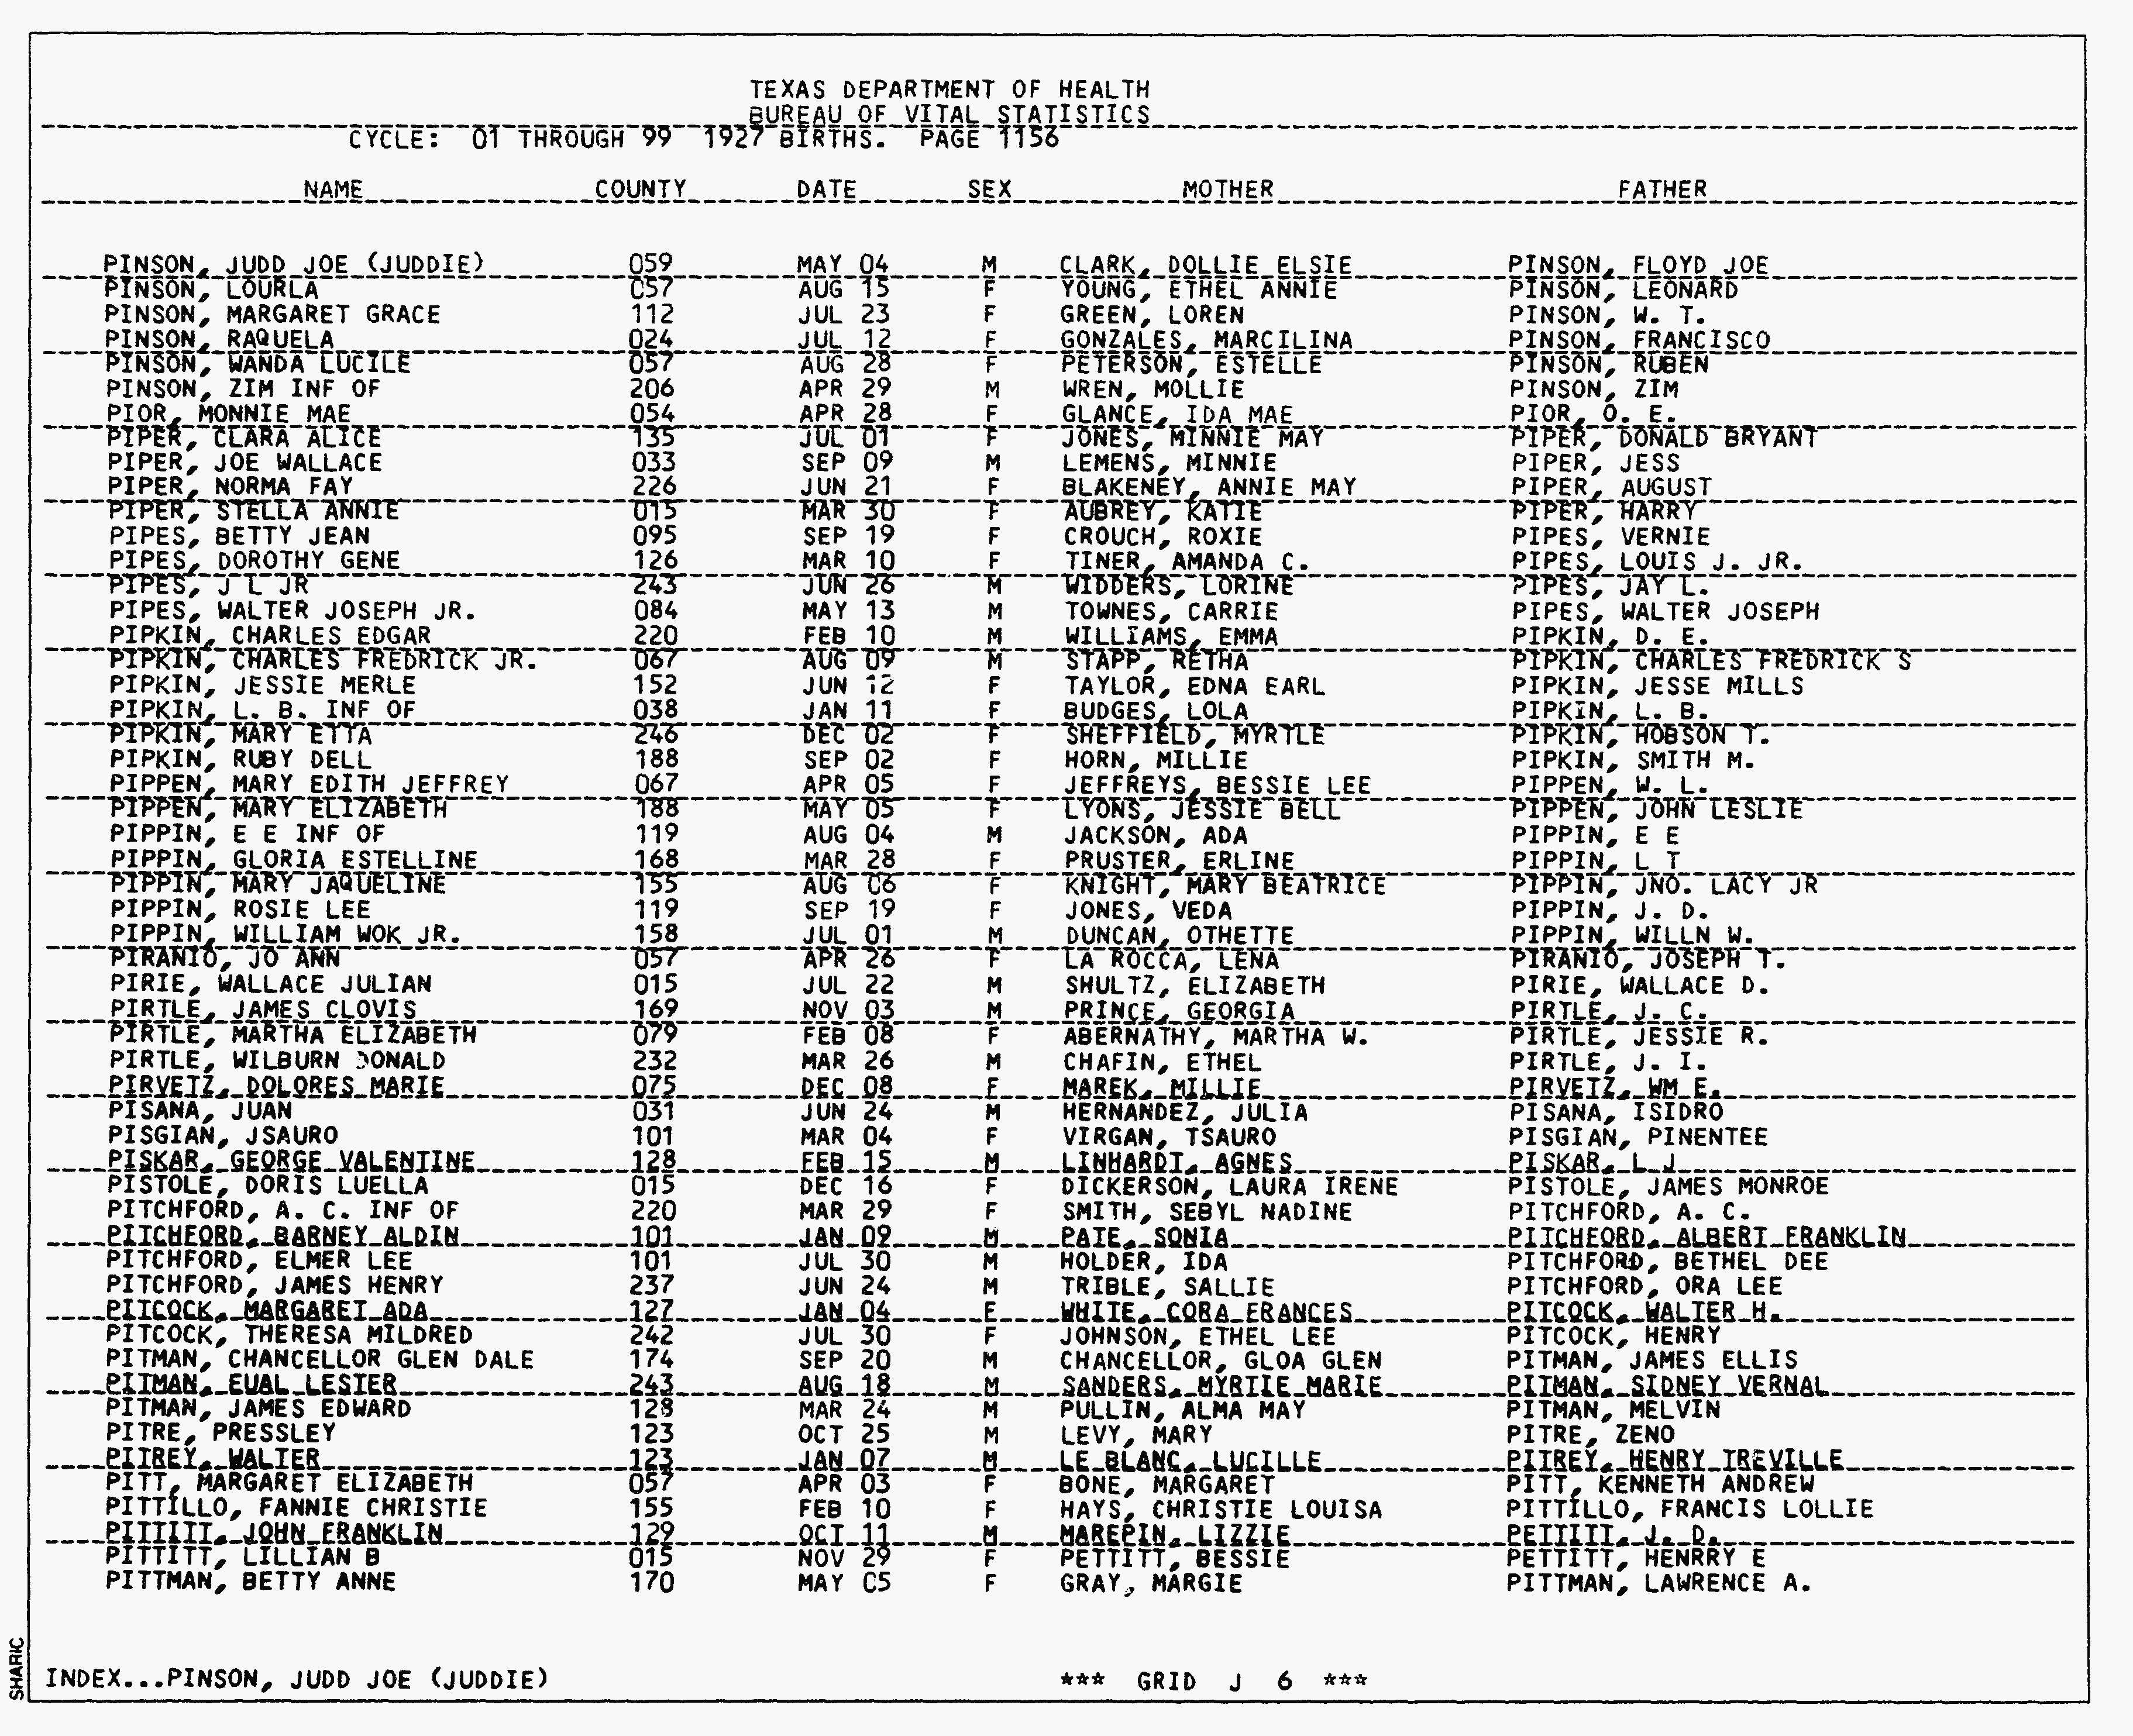 TEXAS DEPARTMENT OF HEALTH
BUREAU OF VITAL STATISTICS
CYCLE: 01 THROUGH 99 1927 BIRTHS. PAGE 1156
NAME COUNTY DATE SEX MOTHER FATHER
PINSON, JUDD JOE (JUDDIE) 059 MAY 04 M CLARK, DOLLIE ELSIE PINSON, FLOYD JOE
PINSON, LOURLA 057 AUG 15 F YOUNG, ETHEL ANNIE PINSON, LEONARD
PINSON, MARGARET GRACE 112 JUL 23 F GREEN, LOREN PINSON, W. T.
PINSON, RAQUELA 024 JUL 12 F GONZALES, MARCILINA PINSON, FRANCISCO
PINSON, WANDA LUCILE 057 AUG 28 F PETERSON, ESTELLE PINSON, RUBEN
PINSON, ZIM INF OF 206 APR 29 M WREN, MOLLIE PINSON, ZIM
PIOR, MONNIE MAE 054 APR 28 F GLANCE, IDA MAE PIOR, O. E.
PIPER, CLARA ALICE 135 JUL 01 F JONES, MINNIE MAY PIPER, DONALD BRYANT
PIPER, JOE WALLACE 033 SEP 09 M LEMENS, MINNIE PIPER, JESS
PIPER, NORMA FAY 226 JUN 21 F BLAKENEY, ANNIE MAY PIPER, AUGUST
PIPER, STELLA ANNIE 015 MAR 30 F AUBREY, KATIE PIPER, HARRY
PIPES, BETTY JEAN 095 SEP 19 F CROUCH, ROXIE PIPES, VERNIE
PIPES, DOROTHY GENE 126 MAR 10 F TINER, AMANDA C. PIPES, LOUIS J. JR.
PIPES, J L JR 243 JUN 26 M WIDDERS, LORINE PIPES, JAY L.
PIPES, WALTER JOSEPH JR. 084 MAY 13 M TOWNES, CARRIE PIPES, WALTER JOSEPH
PIPKIN, CHARLES EDGAR 220 FEB 10 M WILLIAMS, EMMA PIPKIN, D. E.
PIPKIN, CHARLES FREDRICK JR. 067 AUG 09 M STAPP, RETHA PIPKIN, CHARLES FREDRICK S
PIPKIN, JESSIE MERLE 152 JUN 12 F TAYLOR, EDNA EARL PIPKIN, JESSE MILLS
PIPKIN, L. B. INF OF 038 JAN 11 F BUDGES, LOLA PIPKIN, L. B.
PIPKIN, MARY ETTA 246 DEC 02 F SHEFFIELD, MYRTLE PIPKIN, HOBSON T.
PIPKIN, RUBY DELL 188 SEP 02 F HORN, MILLIE PIPKIN, SMITH M.
PIPPEN, MARY EDITH JEFFREY 067 APR 05 F JEFFREYS, BESSIE LEE PIPPEN, W. L.
PIPPEN, MARY ELIZABETH 188 MAY 05 F LYONS, JESSIE BELL PIPPEN, JOHN LESLIE
PIPPIN, E E INF OF 119 AUG 04 M JACKSON, ADA PIPPIN, E E
PIPPIN, GLORIA ESTELLINE 168 MAR 28 F PRUSTER, ERLINE PIPPIN, L T
PIPPIN, MARY JAQUELINE 155 AUG 06 F KNIGHT, MARY BEATRICE PIPPIN, JNO. LACY JR
PIPPIN, ROSIE LEE 119 SEP 19 F JONES, VEDA PIPPIN, J. D.
PIPPIN, WILLIAM WOK JR. 158 JUL 01 M DUNCAN, OTHETTE PIPPIN, WILLN W.
PIRANIO, JO ANN 057 APR 26 F LA ROCCA, LENA PIRANIO, JOSEPH T.
PIRIE, WALLACE JULIAN 015 JUL 22 M SHULTZ, ELIZABETH PIRIE, WALLACE D.
PIRTLE, JAMES CLOVIS 169 NOV 03 M PRINCE, GEORGIA PIRTLE, J. C.
PIRTLE, MARTHA ELIZABETH 079 FEB 08 F ABERNATHY, MARTHA W. PIRTLE, JESSIE R.
PIRTLE, WILBURN DONALD 232 MAR 26 M CHAFIN, ETHEL PIRTLE, J. I.
PIRVETZ, DOLORES MARIE 075 DEC 08 F MAREK, MILLIE PIRVETZ, WM E.
PISANA, JUAN 031 JUN 24 M HERNANDEZ, JULIA PISANA, ISIDRO
PISGIAN, JSAURO 101 MAR 04 F VIRGAN, TSAURO PISGIAN, PINENTEE
PISKAR, GEORGE VALENTINE 128 FEB 15 M LINHARDT, AGNES PISKAR, L J
PISTOLE, DORIS LUELLA 015 DEC 16 F DICKERSON, LAURA IRENE PISTOLE, JAMES MONROE
PITCHFORD, A. C. INF OF 220 MAR 29 F SMITH, SEBYL NADINE PITCHFORD, A. C.
PITCHFORD, BARNEY ALDIN 101 JAN 09 M PATE, SONIA PITCHFORD, ALBERT FRANKLIN
PITCHFORD, ELMER LEE 101 JUL 30 M HOLDER, IDA PITCHFORD, BETHEL DEE
PITCHFORD, JAMES HENRY 237 JUN 24 M TRIBLE, SALLIE PITCHFORD, ORA LEE
PITCOCK, MARGARET ADA 127 JAN 04 F WHITE, CORA FRANCES PITCOCK, WALTER H.
PITCOCK, THERESA MILDRED 242 JUL 30 F JOHNSON, ETHEL LEE PITCOCK, HENRY
PITMAN, CHANCELLOR GLEN DALE 174 SEP 20 M CHANCELLOR, GLOA GLEN PITMAN, JAMES ELLIS
PITMAN, EUAL LESTER 243 AUG 18 M SANDERS, MYRTIE MARIE PITMAN, SIDNEY VERNAL
PITMAN, JAMES EDWARD 128 MAR 24 M PULLIN, ALMA MAY PITMAN, MELVIN
PITRE, PRESSLEY 123 OCT 25 M LEVY, MARY PITRE, ZENO
PITREY, WALTER 123 JAN 07 M LE BLANC, LUCILLE PITREY, HENRY TREVILLE
PITT, MARGARET ELIZABETH 057 APR 03 F BONE, MARGARET PITT, KENNETH ANDREW
PITTILLO, FANNIE CHRISTIE 155 FEB 10 F HAYS, CHRISTIE LOUISA PITTILLO, FRANCIS LOLLIE
PITTITT, JOHN FRANKLIN 129 OCT 11 M MAREPIN, LIZZIE PETTITT, J. D.
PITTITT, LILLIAN B 015 NOV 29 F PETTITT, BESSIE PETTITT, HENRRY E
PITTMAN, BETTY ANNE 170 MAY 05 F GRAY, MARGIE PITTMAN, LAWRENCE A.
INDEX...PINSON, JUDD JOE (JUDDIE) *** GRID J 6 ***
SHARIC